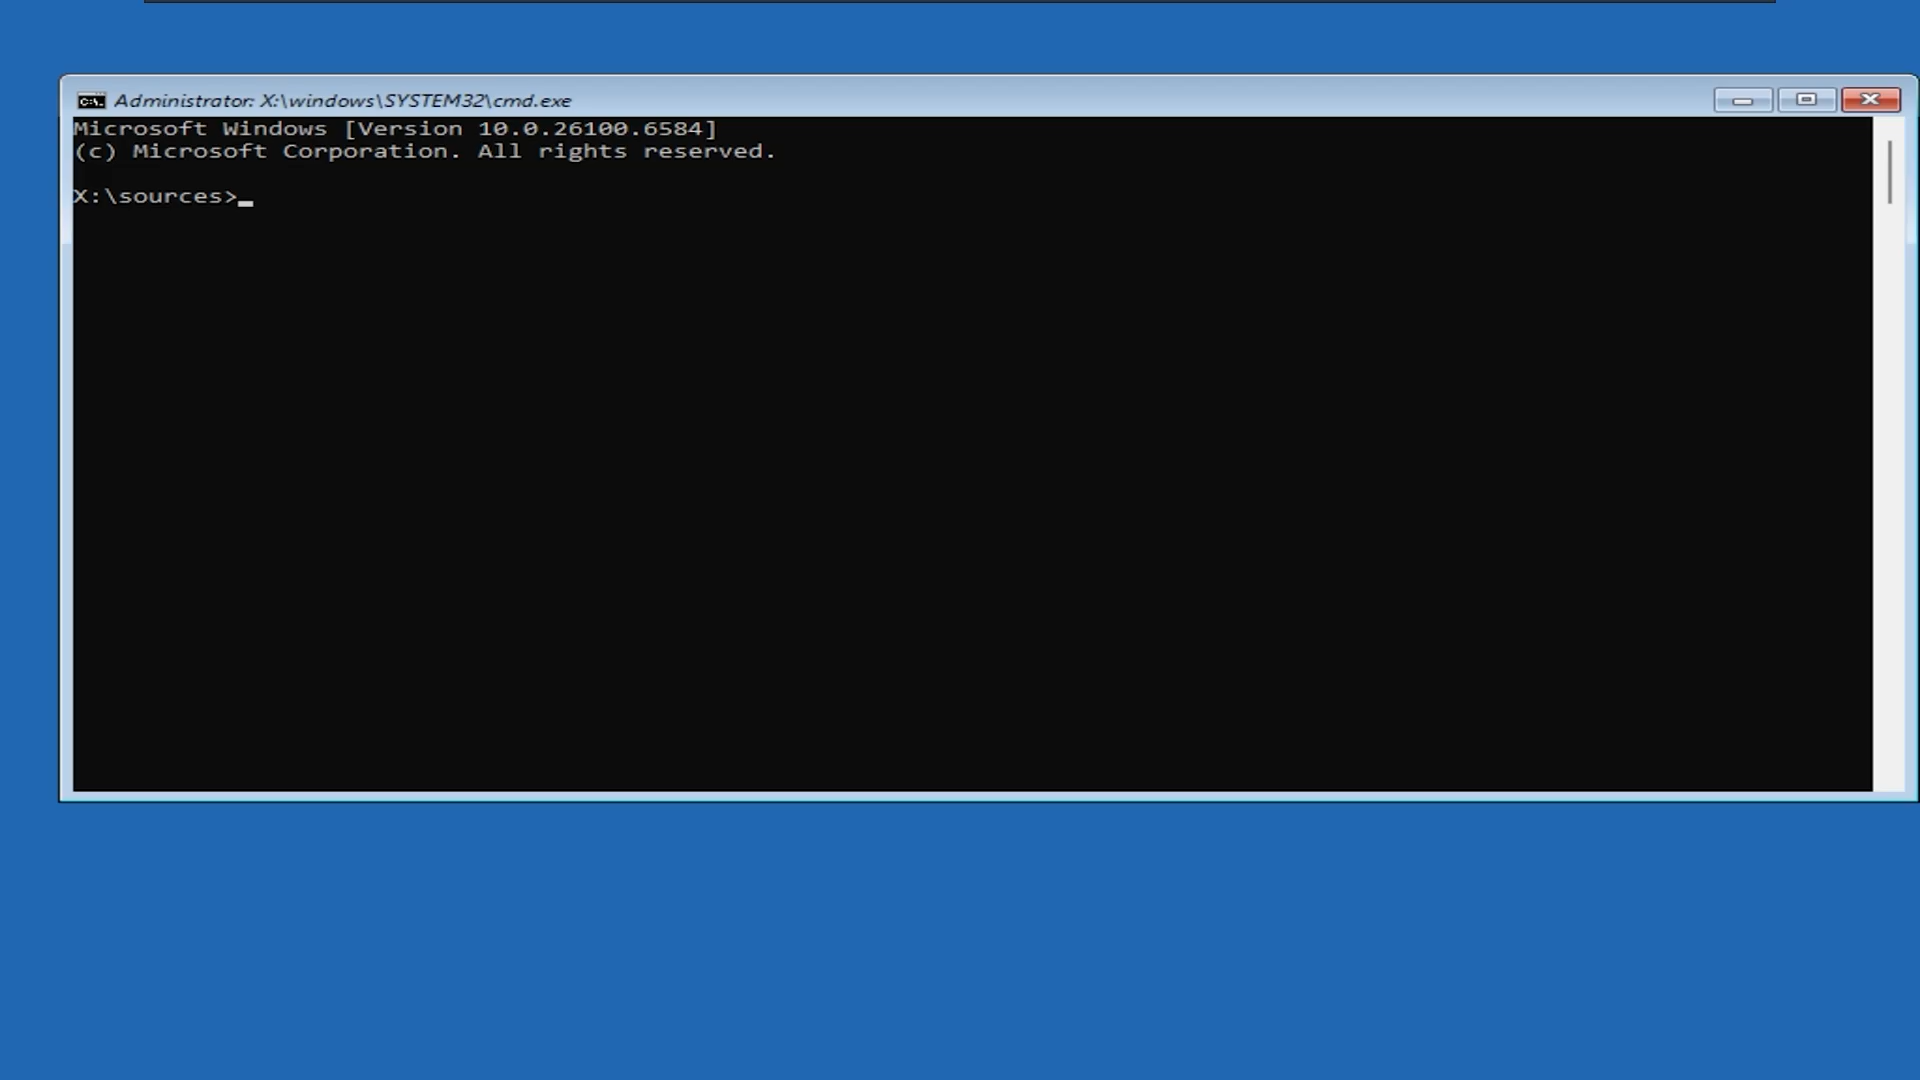 Administrator: X:\windows\SYSTEM32\cmd.exe
Microsoft Windows [Version 10.0.26100.6584]
(c) Microsoft Corporation. All rights reserved.
X:\sources>